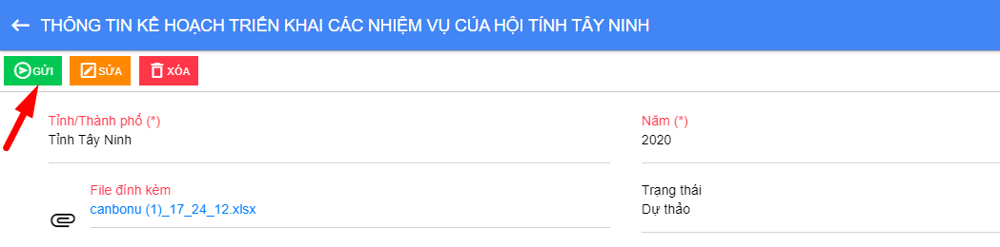 THÔNG TIN KẾ HOẠCH TRIỂN KHAI CÁC NHIỆM VỤ CỦA HỘI TỈNH TÂY NINH
GỬI SỬA XÓA
Tỉnh/Thành phố (*)
Tỉnh Tây Ninh
Năm (*)
2020
File đính kèm
canbonu (1)_17_24_12.xlsx
Trạng thái
Dự thảo